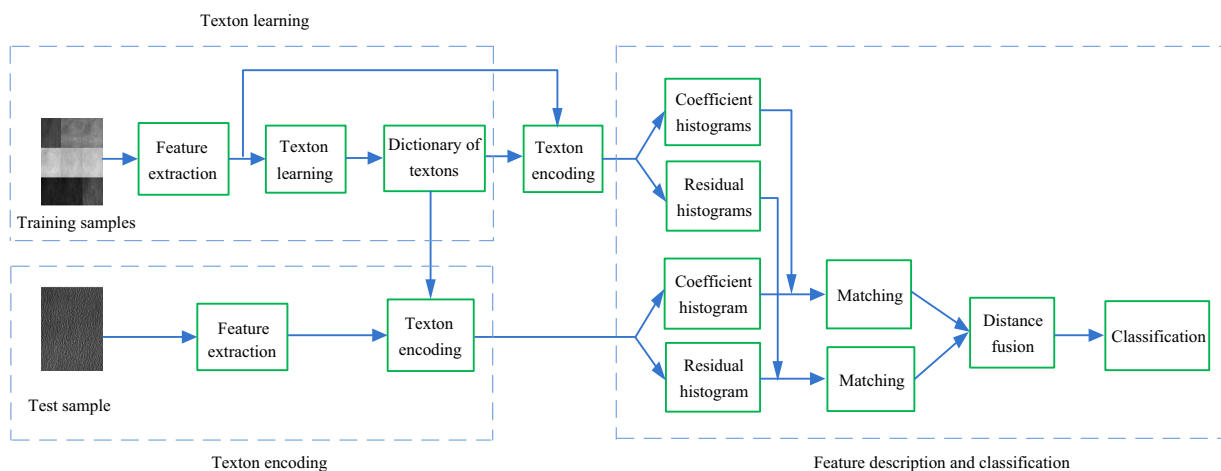 Texton learning
Training samples
Feature
extraction
Texton
learning
Dictionary of
textons
Texton
encoding
Coefficient
histograms
Residual
histograms
Test sample
Feature
extraction
Texton
encoding
Coefficient
histogram
Residual
histogram
Matching
Matching
Distance
fusion
Classification
Texton encoding
Feature description and classification